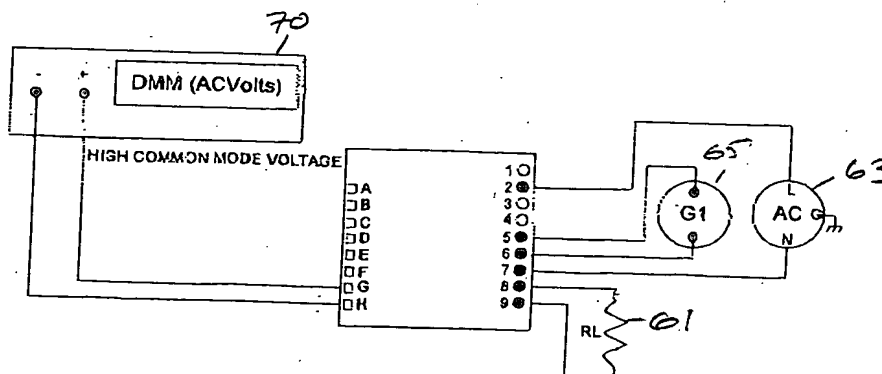 70
- +
DMM (ACVolts)
HIGH COMMON MODE VOLTAGE
A
B
C
D
E
F
G
H
1
2
3
4
5
6
7
8
9
65
G1
63
L
AC G
N
RL
61